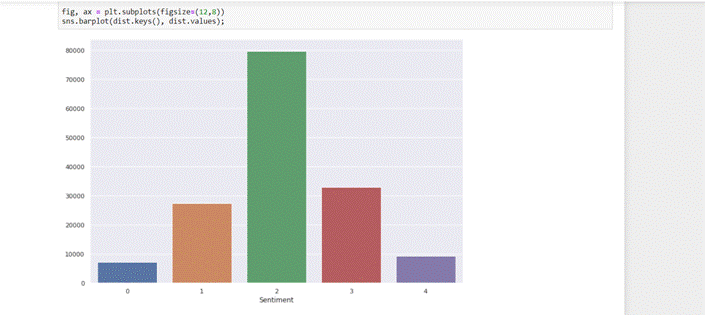 fig, ax = plt.subplots(figsize=(12,8))
sns.barplot(dist.keys(), dist.values);
80000
70000
60000
50000
40000
30000
20000
10000
0
0 1 2 3 4
Sentiment